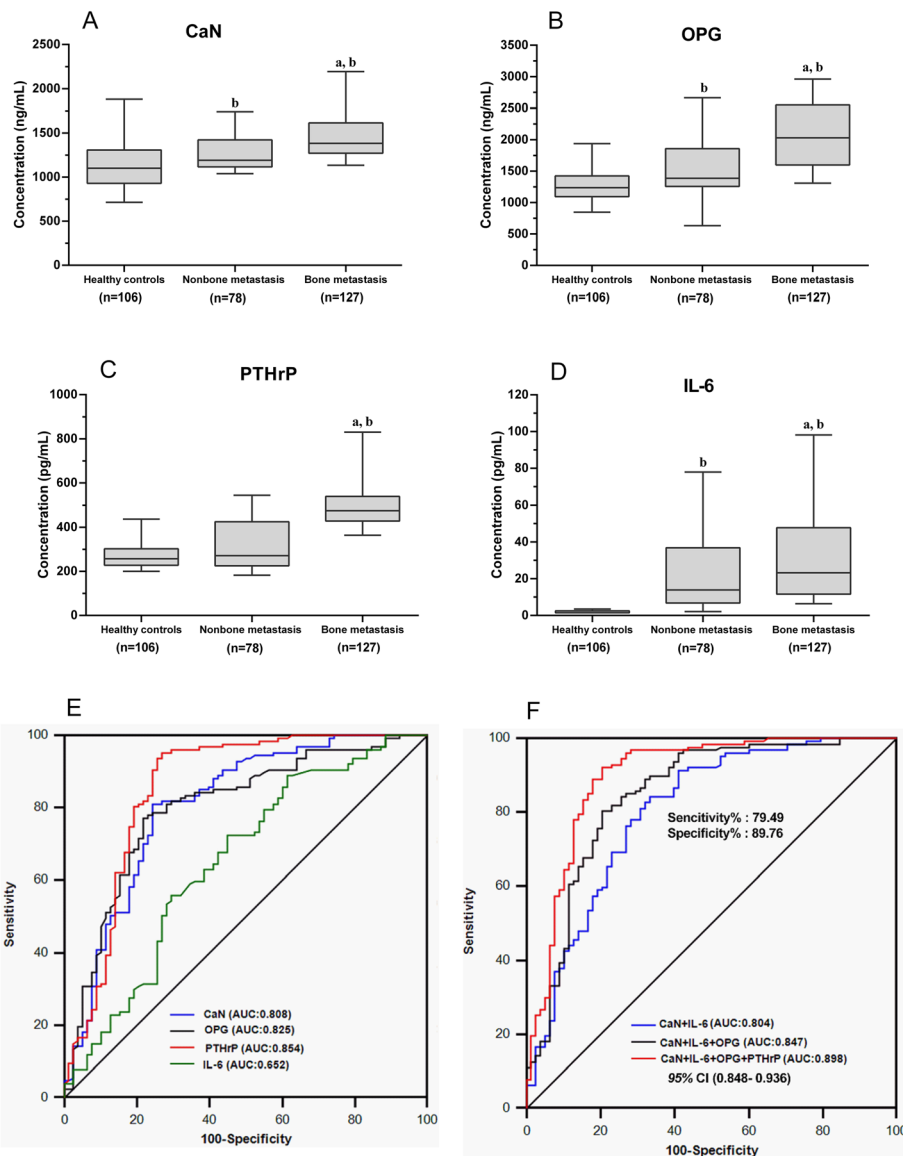 A
CaN
Concentration (ng/mL)
2500
2000
1500
1000
500
0
b
a, b
Healthy controls
Nonbone metastasis
Bone metastasis
(n=106)
(n=78)
(n=127)
B
OPG
Concentration (ng/mL)
3500
3000
2500
2000
1500
1000
500
0
b
a, b
Healthy controls
Nonbone metastasis
Bone metastasis
(n=106)
(n=78)
(n=127)
C
PTHrP
Concentration (pg/mL)
1000
800
600
400
200
0
a, b
Healthy controls
Nonbone metastasis
Bone metastasis
(n=106)
(n=78)
(n=127)
D
IL-6
Concentration (pg/mL)
120
100
80
60
40
20
0
b
a, b
Healthy controls
Nonbone metastasis
Bone metastasis
(n=106)
(n=78)
(n=127)
E
Sensitivity
100
80
60
40
20
0
CaN (AUC:0.808)
OPG (AUC:0.825)
PTHrP (AUC:0.854)
IL-6 (AUC:0.652)
0 20 40 60 80 100
100-Specificity
F
Sensitivity
100
80
60
40
20
0
Sencitivity% : 79.49
Specificity% : 89.76
CaN+IL-6 (AUC:0.804)
CaN+IL-6+OPG (AUC:0.847)
CaN+IL-6+OPG+PTHrP (AUC:0.898)
95% CI (0.848- 0.936)
0 20 40 60 80 100
100-Specificity